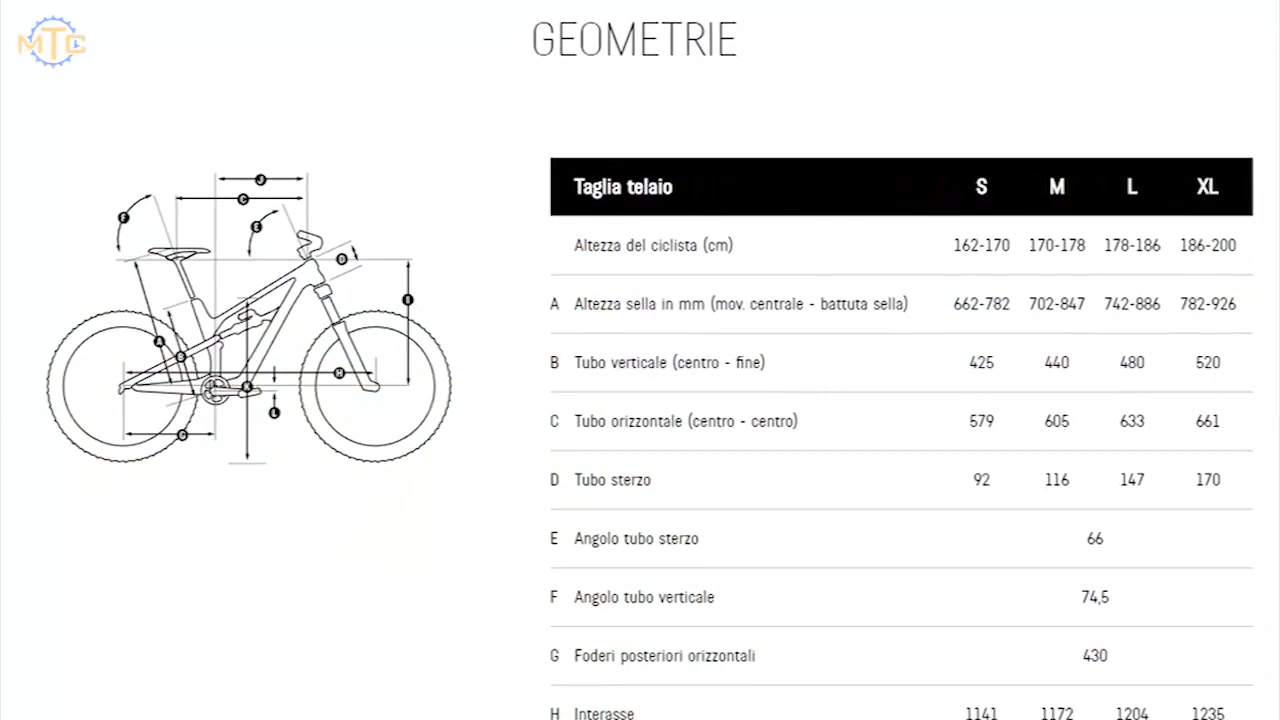 MTC
GEOMETRIE
J
C
F
E
D
A
B
H
K
L
Taglia telaio S M L XL
Altezza del ciclista (cm) 162-170 170-178 178-186 186-200
A Altezza sella in mm (mov. centrale - battuta sella) 662-782 702-847 742-886 782-926
B Tubo verticale (centro - fine) 425 440 480 520
C Tubo orizzontale (centro - centro) 579 605 633 661
D Tubo sterzo 92 116 147 170
E Angolo tubo sterzo 66
F Angolo tubo verticale 74,5
G Foderi posteriori orizzontali 430
H Interasse 1141 1172 1204 1235